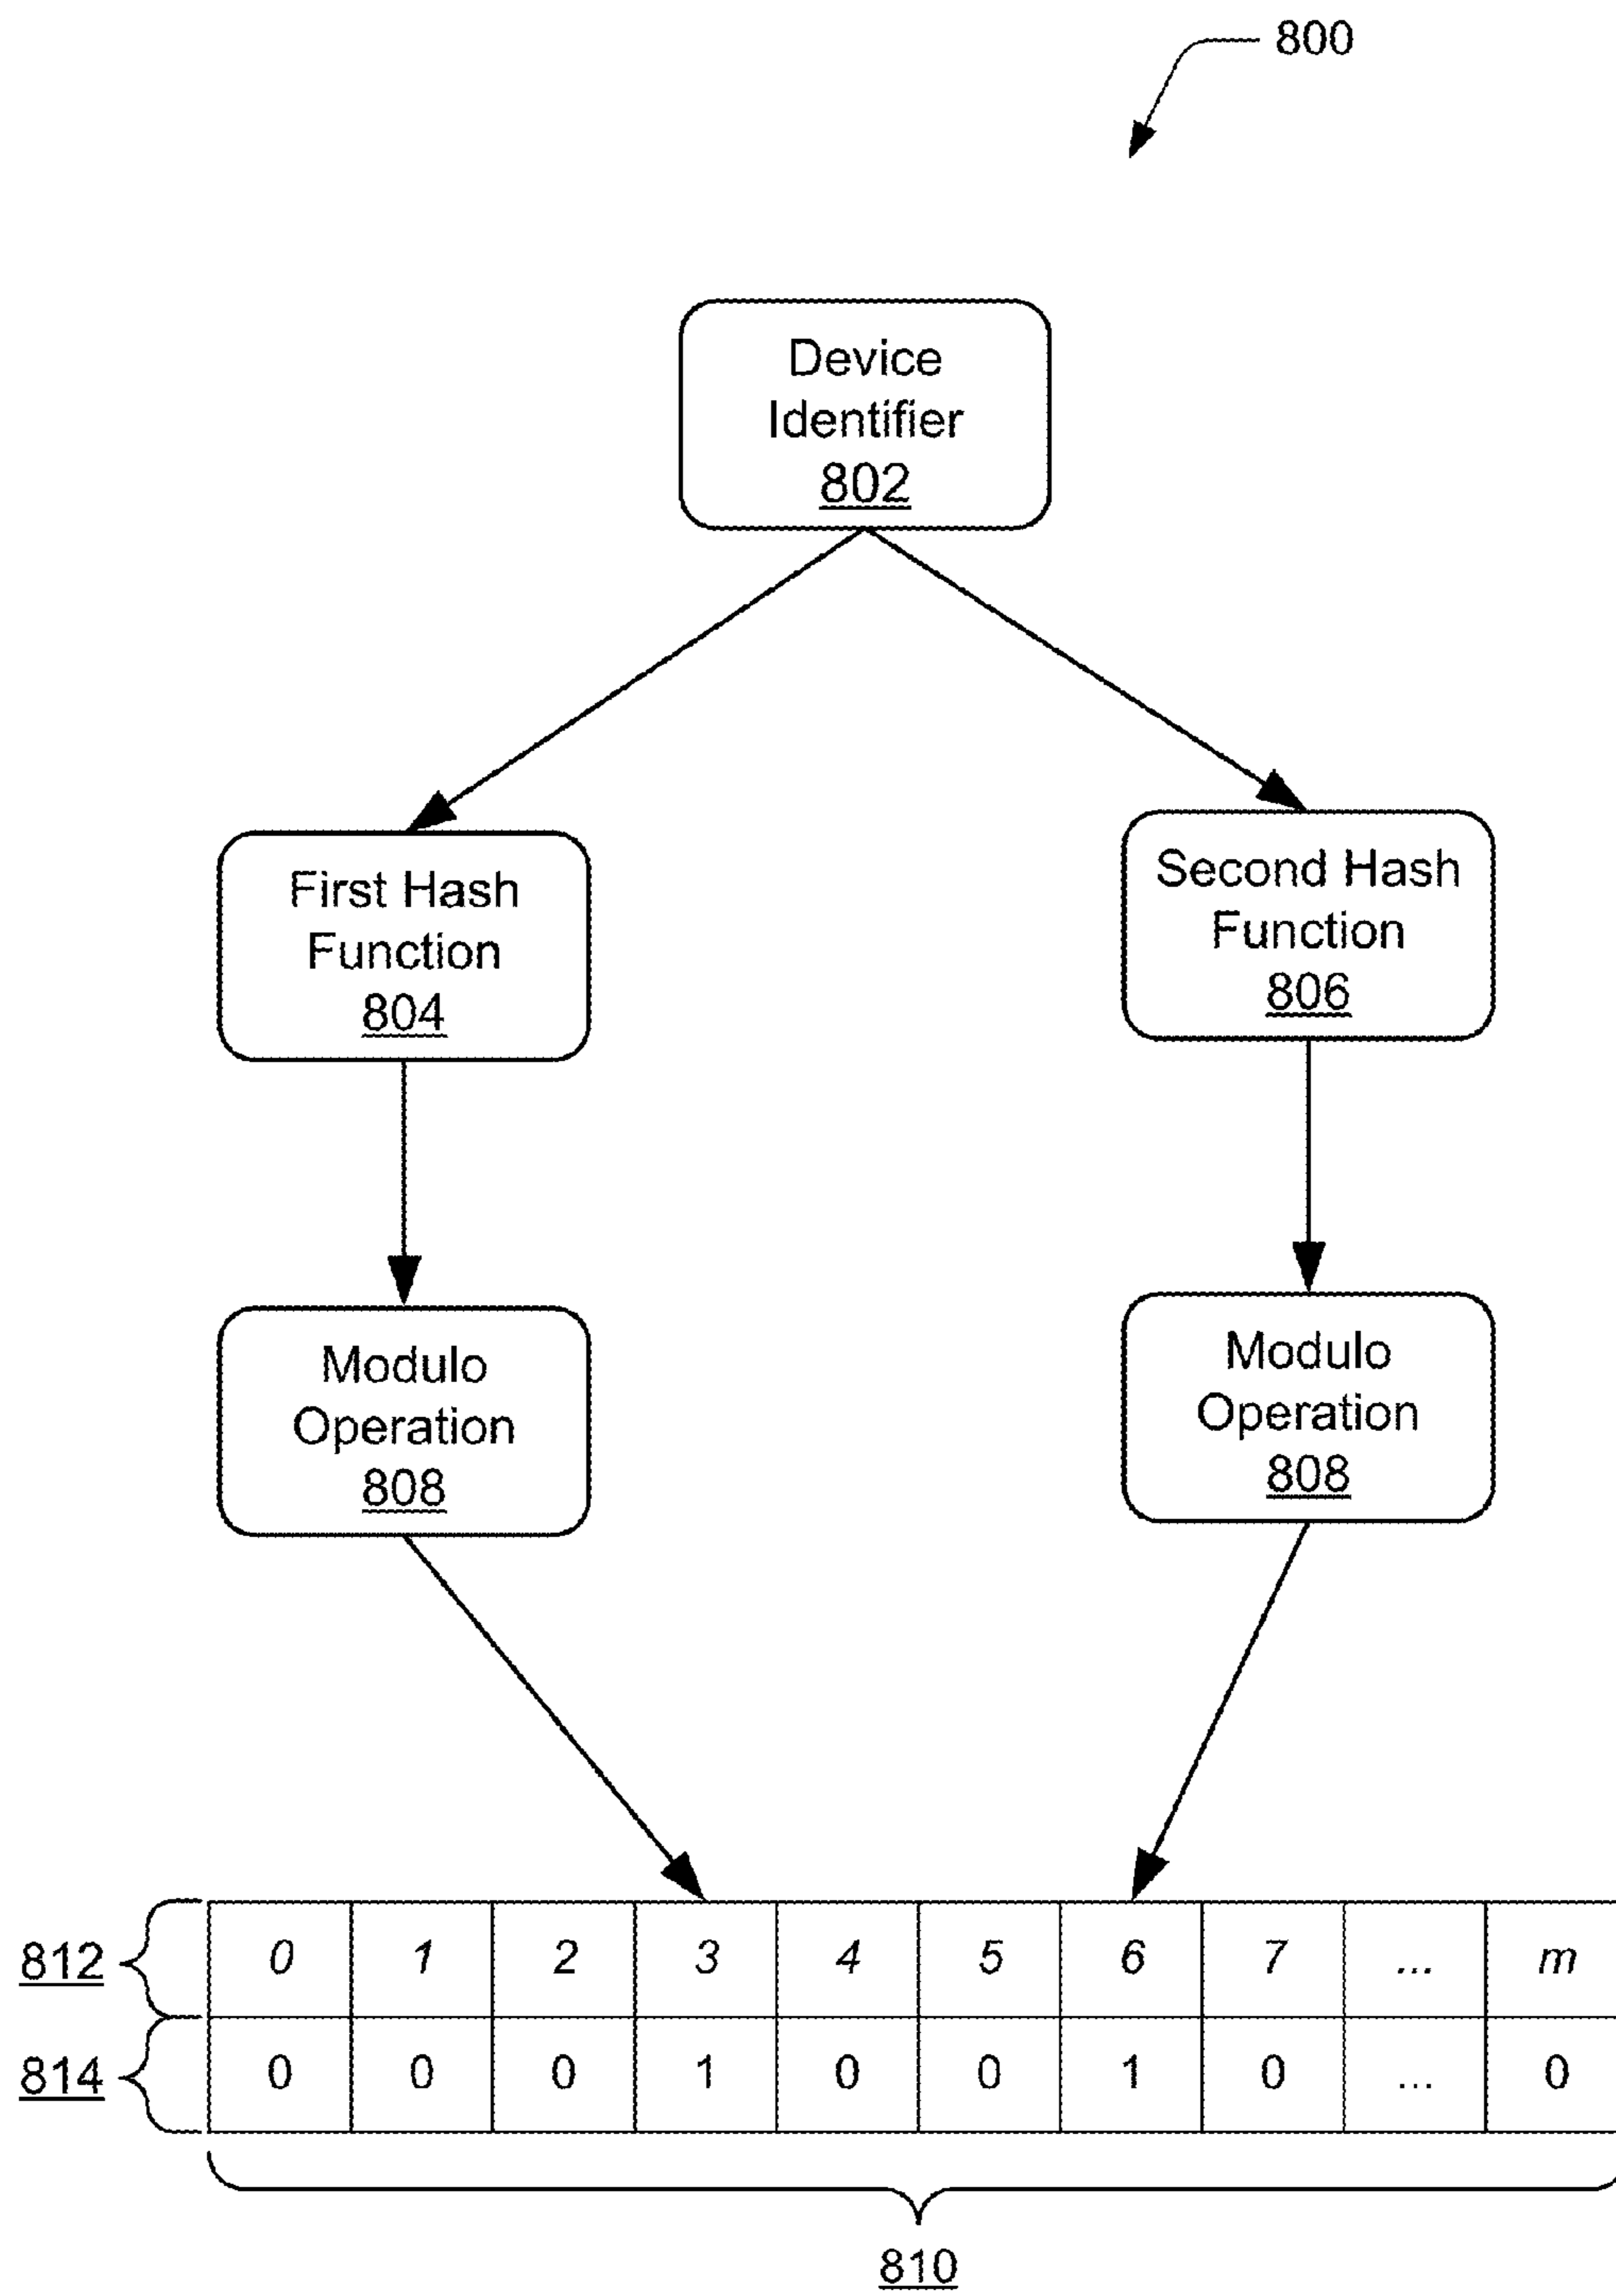 800
Device
Identifier
802
First Hash
Function
804
Second Hash
Function
806
Modulo
Operation
808
Modulo
Operation
808
812 0 1 2 3 4 5 6 7 ... m
814 0 0 0 1 0 0 1 0 ... 0
810